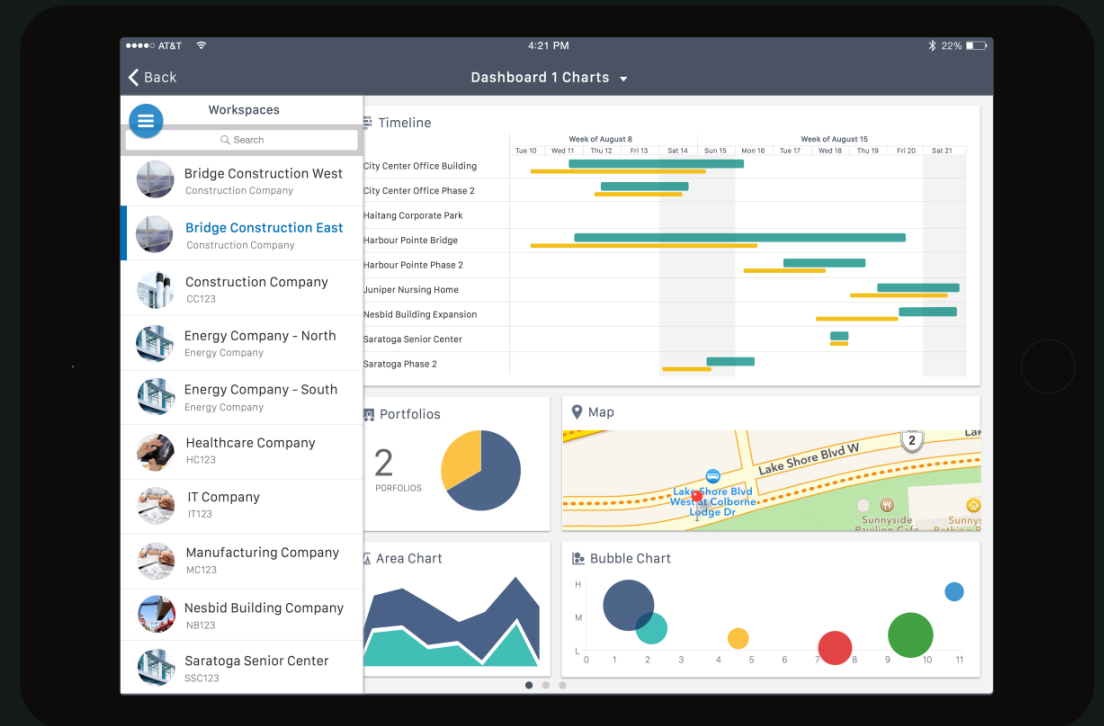 AT&T
4:21 PM
22%
Back
Dashboard 1 Charts
Workspaces
Search
Bridge Construction West
Construction Company
Bridge Construction East
Construction Company
Construction Company
CC123
Energy Company - North
Energy Company
Energy Company - South
Energy Company
Healthcare Company
HC123
IT Company
IT123
Manufacturing Company
MC123
Nesbid Building Company
NB123
Saratoga Senior Center
SSC123
Timeline
Week of August 8 Week of August 15
Tue 10 Wed 11 Thu 12 Fri 13 Sat 14 Sun 15 Mon 16 Tue 17 Wed 18 Thu 19 Fri 20 Sat 21
City Center Office Building
City Center Office Phase 2
Haitang Corporate Park
Harbour Pointe Bridge
Harbour Pointe Phase 2
Juniper Nursing Home
Nesbid Building Expansion
Saratoga Senior Center
Saratoga Phase 2
Portfolios
2
PORFOLIOS
Map
2
Lake Shore Blvd W
Lake Shore Blvd
West at Colborne
Lodge Dr
Sunnyside
Pavilion Cafe
Area Chart
Bubble Chart
H
M
L
0 1 2 3 4 5 6 7 8 9 10 11